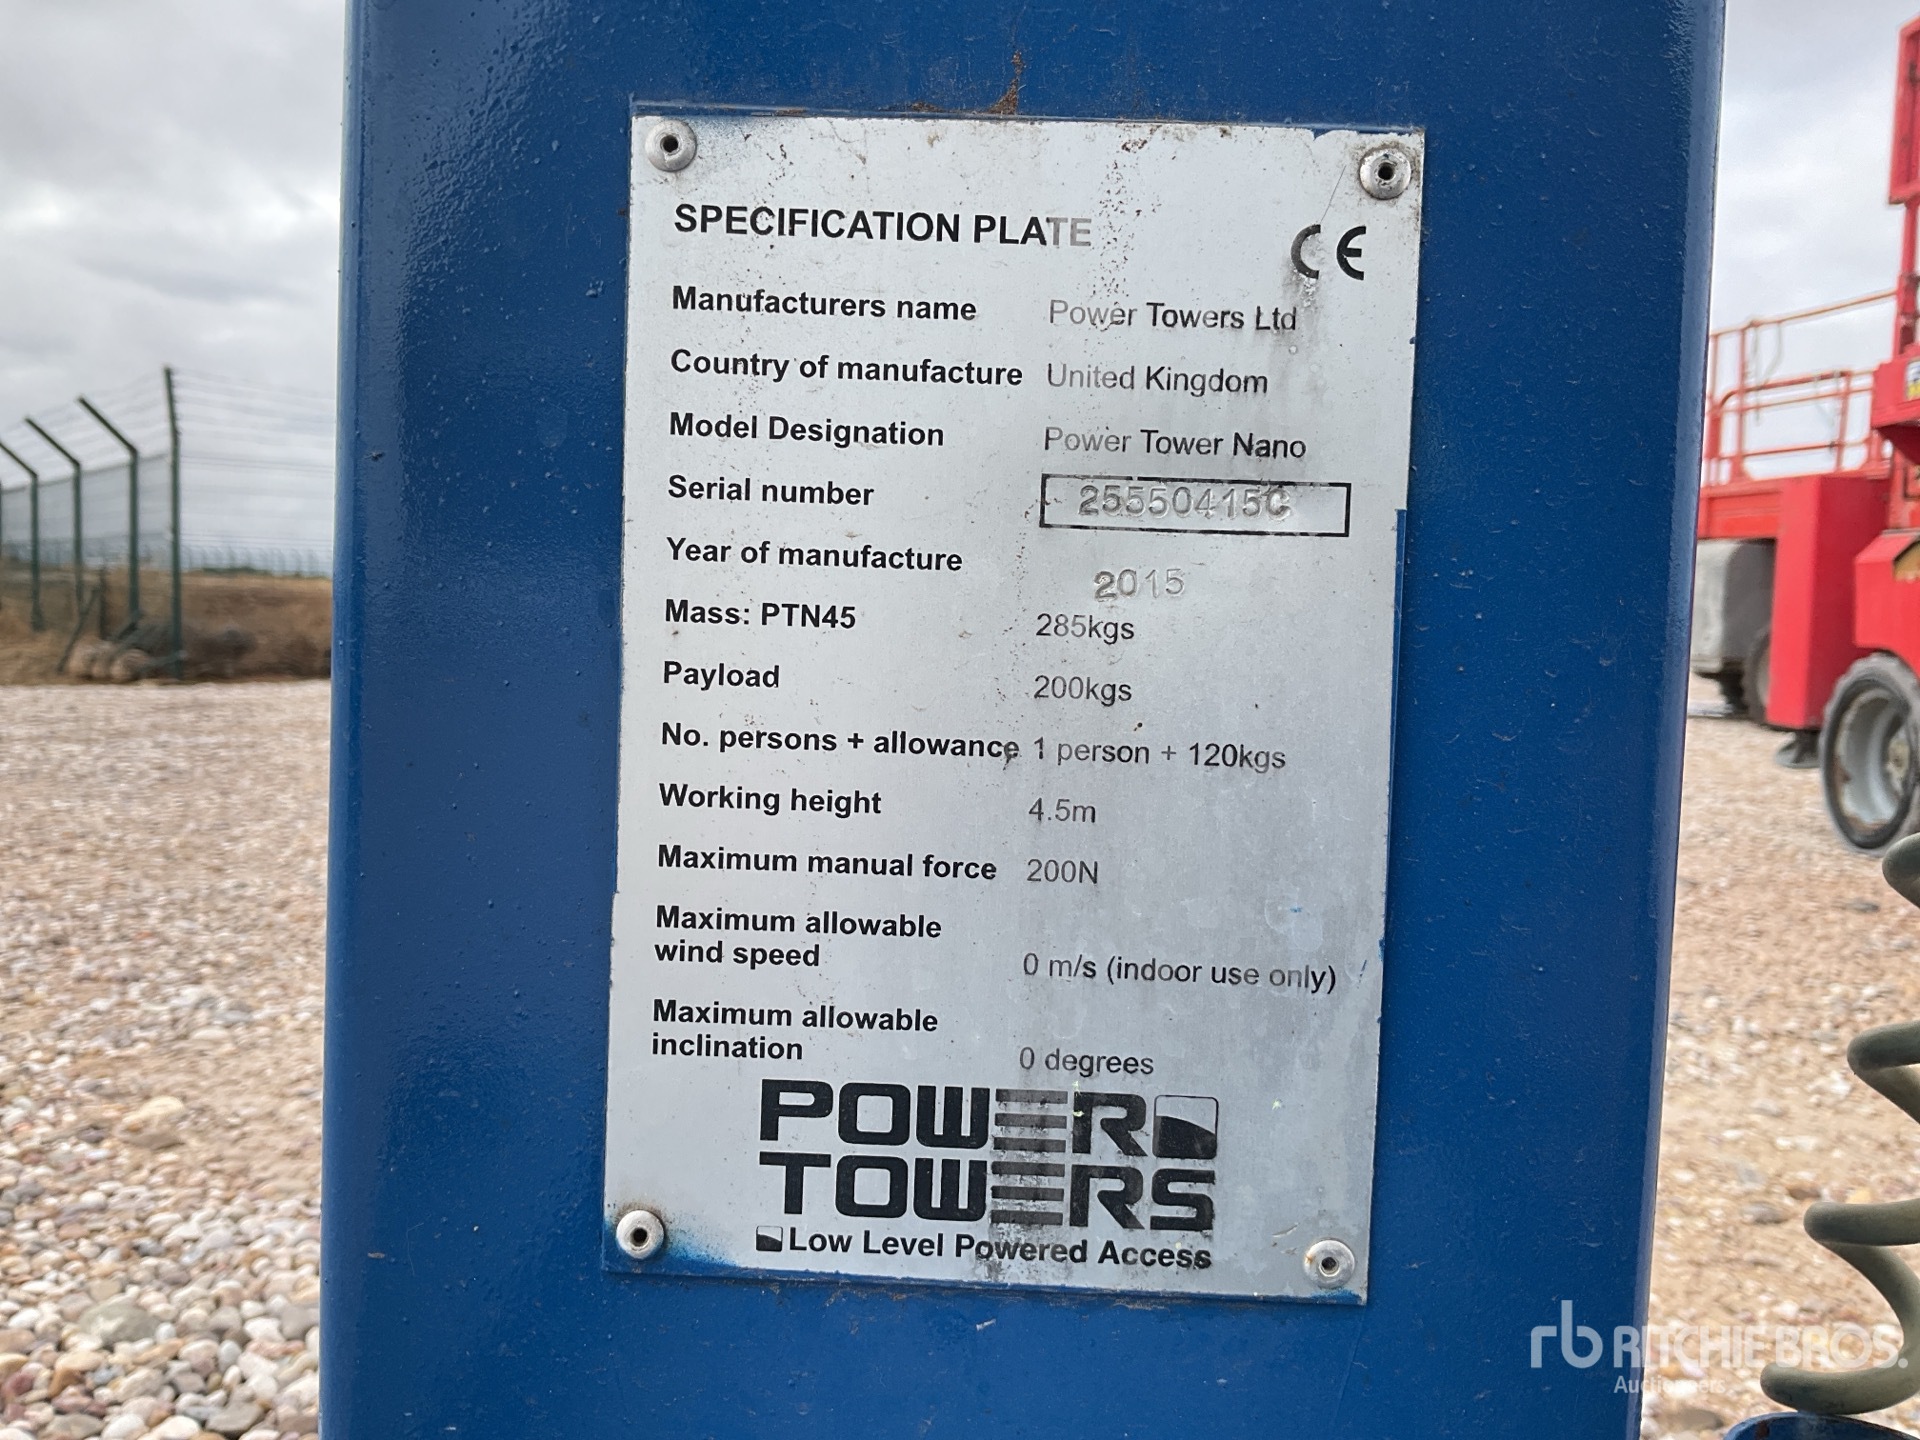 SPECIFICATION PLATE
CE
Manufacturers name Power Towers Ltd
Country of manufacture United Kingdom
Model Designation Power Tower Nano
Serial number 25550415C
Year of manufacture 2015
Mass: PTN45 285kgs
Payload 200kgs
No. persons + allowance 1 person + 120kgs
Working height 4.5m
Maximum manual force 200N
Maximum allowable
wind speed 0 m/s (indoor use only)
Maximum allowable
inclination 0 degrees
POWER
TOWERS
Low Level Powered Access
rb RITCHIE BROS.
Auctioneers